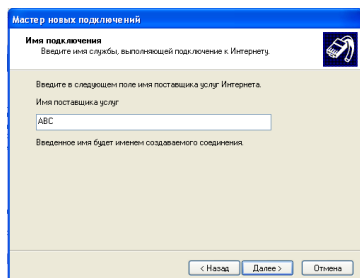 Мастер новых подключений
Имя подключения
Введите имя службы, выполняющей подключение к Интернету.
Введите в следующем поле имя поставщика услуг Интернета.
Имя поставщика услуг
ABC
Введенное имя будет именем создаваемого соединения.
< Назад
Далее >
Отмена